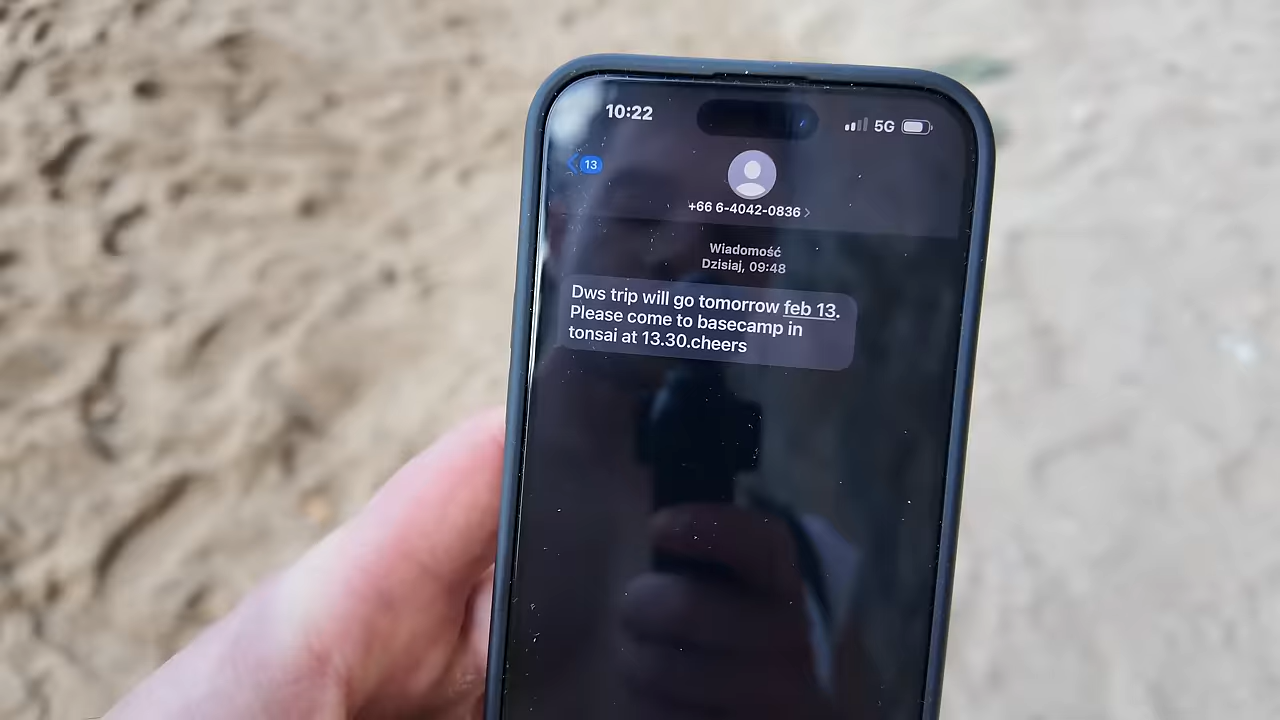 10:22
5G
13
+66 6-4042-0836
Wiadomość
Dzisiaj, 09:48
Dws trip will go tomorrow feb 13.
Please come to basecamp in
tonsai at 13.30.cheers